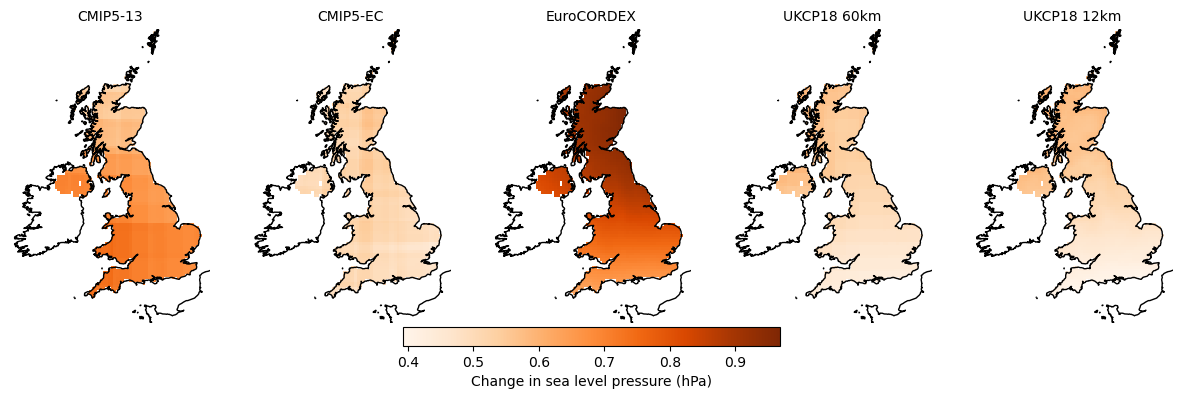 CMIP5-13 CMIP5-EC EuroCORDEX UKCP18 60km UKCP18 12km
0.4 0.5 0.6 0.7 0.8 0.9
Change in sea level pressure (hPa)